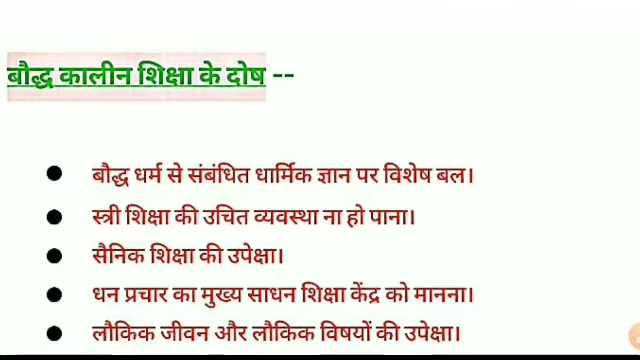 बौद्ध कालीन शिक्षा के दोष --
● बौद्ध धर्म से संबंधित धार्मिक ज्ञान पर विशेष बल।
● स्त्री शिक्षा की उचित व्यवस्था ना हो पाना।
● सैनिक शिक्षा की उपेक्षा।
● धन प्रचार का मुख्य साधन शिक्षा केंद्र को मानना।
● लौकिक जीवन और लौकिक विषयों की उपेक्षा।